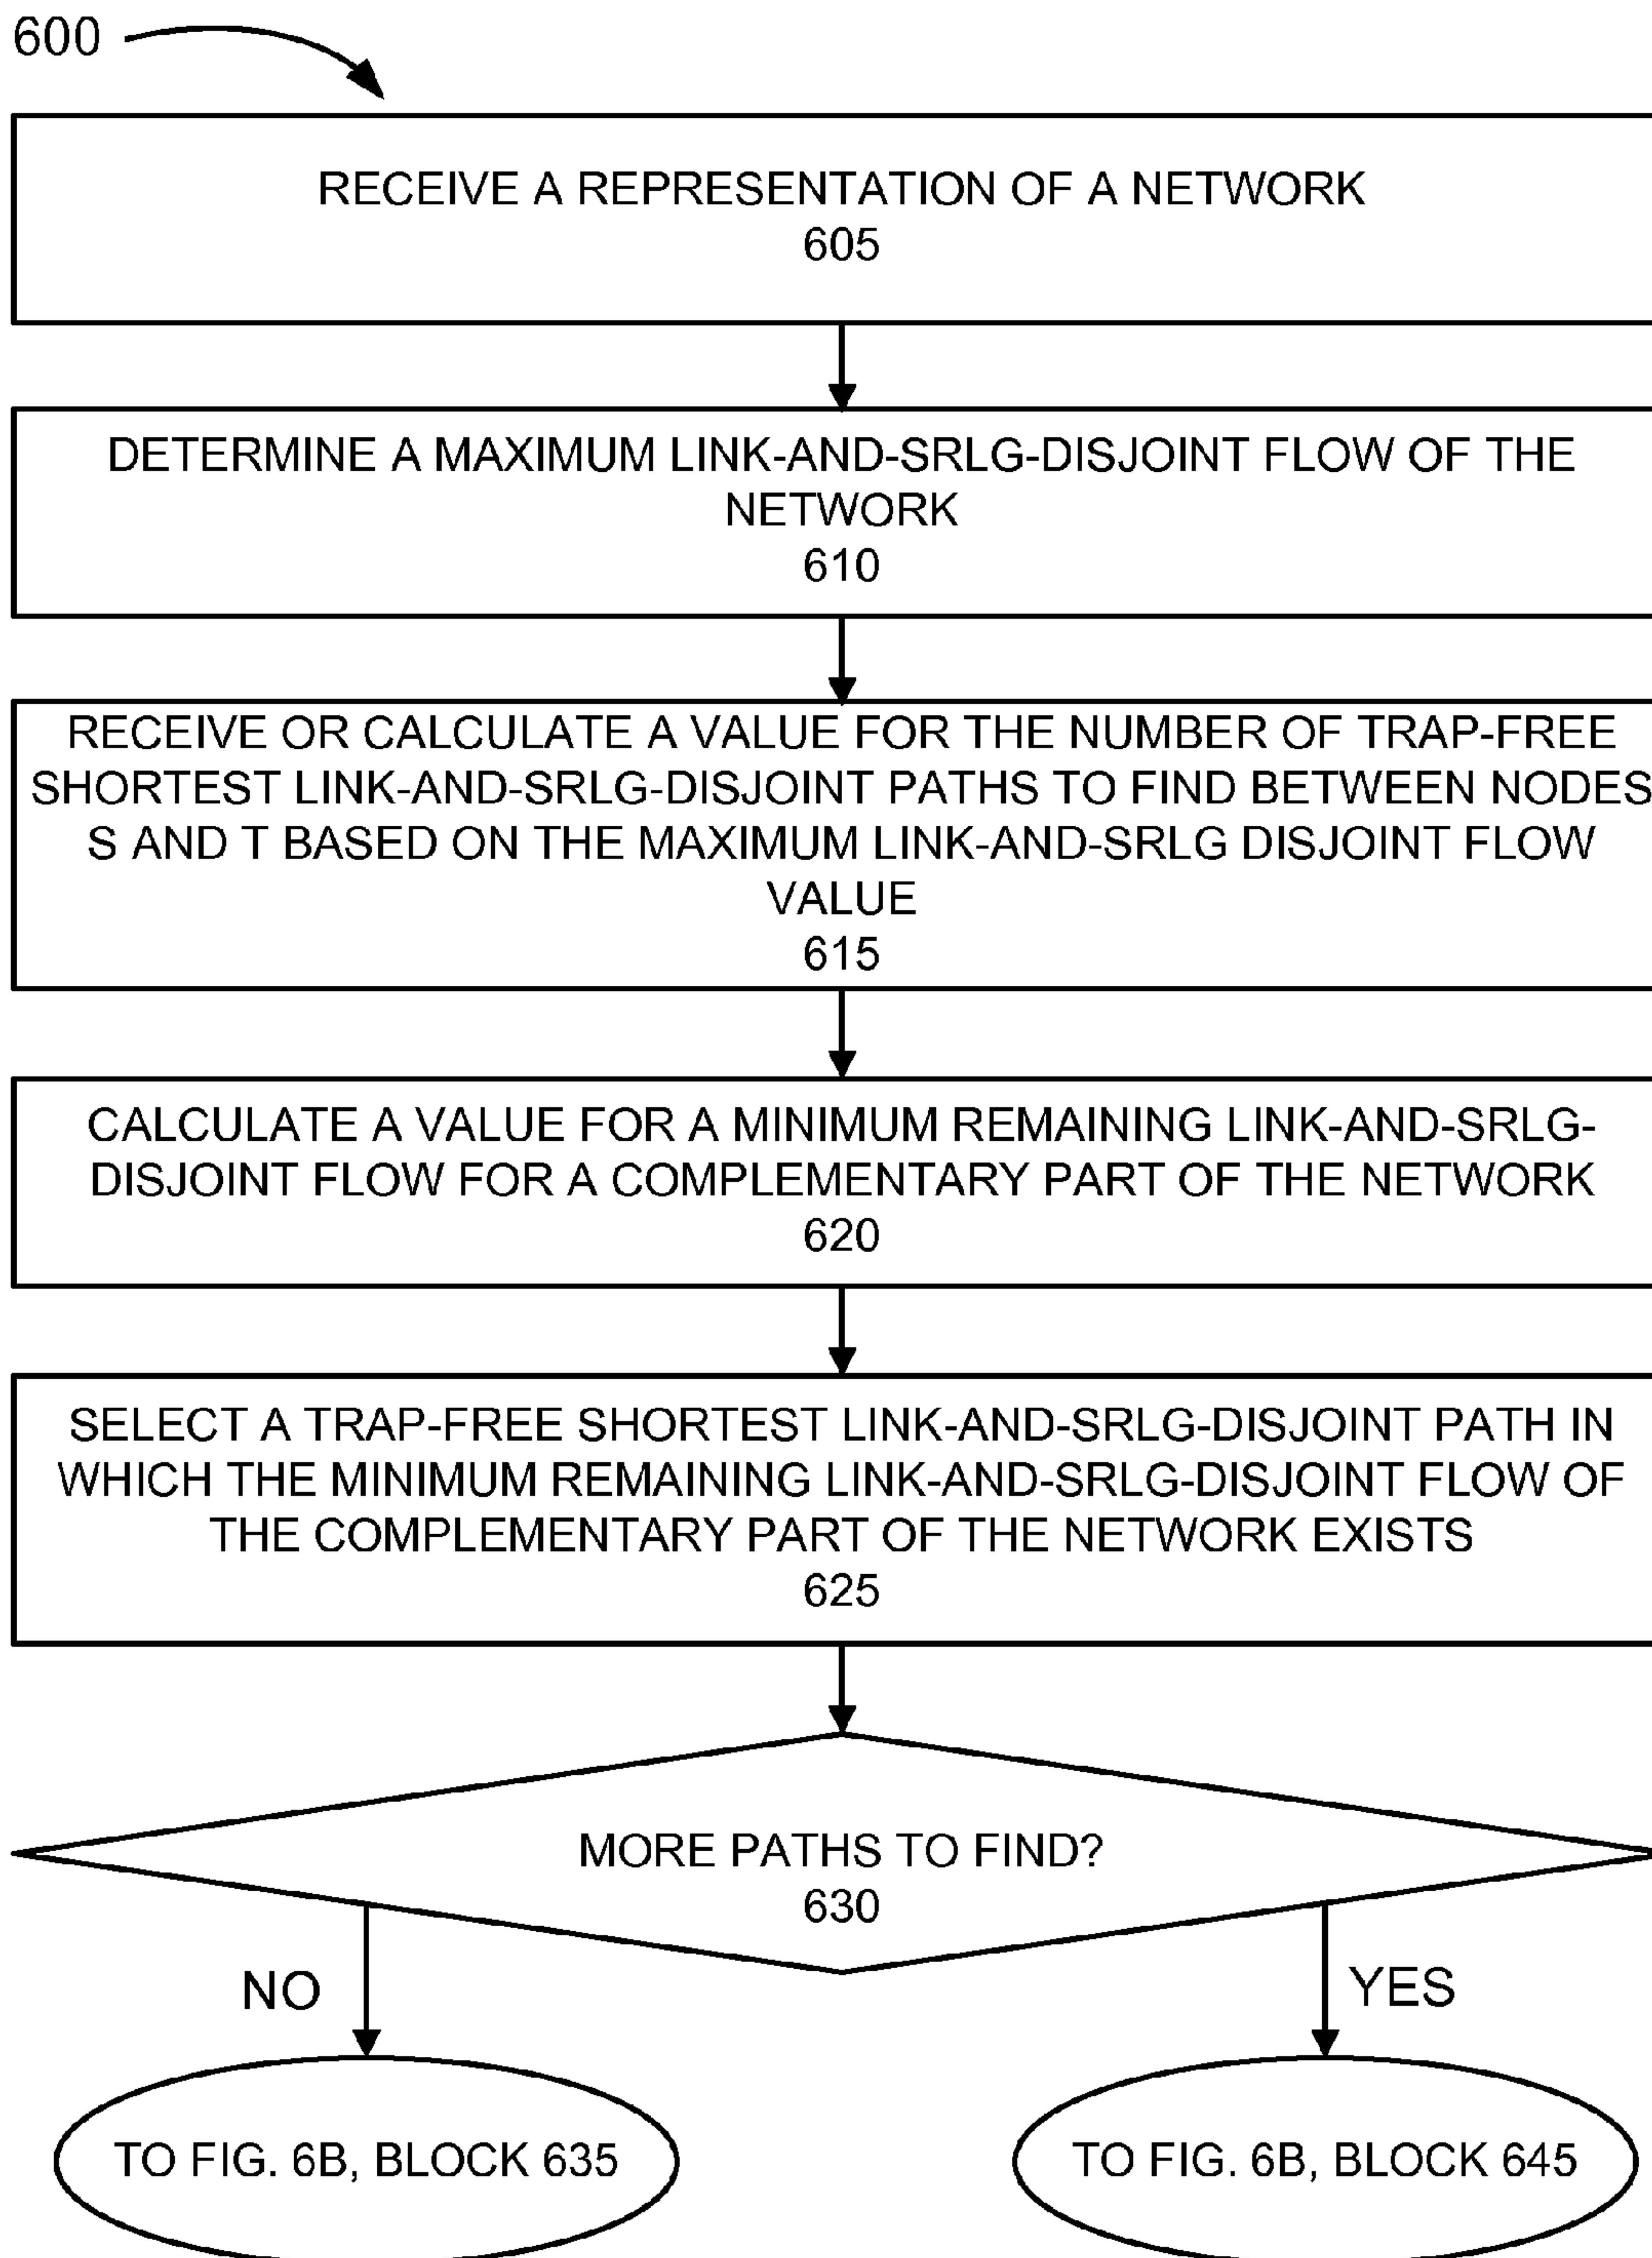 600
RECEIVE A REPRESENTATION OF A NETWORK
605
DETERMINE A MAXIMUM LINK-AND-SRLG-DISJOINT FLOW OF THE
NETWORK
610
RECEIVE OR CALCULATE A VALUE FOR THE NUMBER OF TRAP-FREE
SHORTEST LINK-AND-SRLG-DISJOINT PATHS TO FIND BETWEEN NODES
S AND T BASED ON THE MAXIMUM LINK-AND-SRLG DISJOINT FLOW
VALUE
615
CALCULATE A VALUE FOR A MINIMUM REMAINING LINK-AND-SRLG-
DISJOINT FLOW FOR A COMPLEMENTARY PART OF THE NETWORK
620
SELECT A TRAP-FREE SHORTEST LINK-AND-SRLG-DISJOINT PATH IN
WHICH THE MINIMUM REMAINING LINK-AND-SRLG-DISJOINT FLOW OF
THE COMPLEMENTARY PART OF THE NETWORK EXISTS
625
MORE PATHS TO FIND?
630
NO
YES
TO FIG. 6B, BLOCK 635
TO FIG. 6B, BLOCK 645